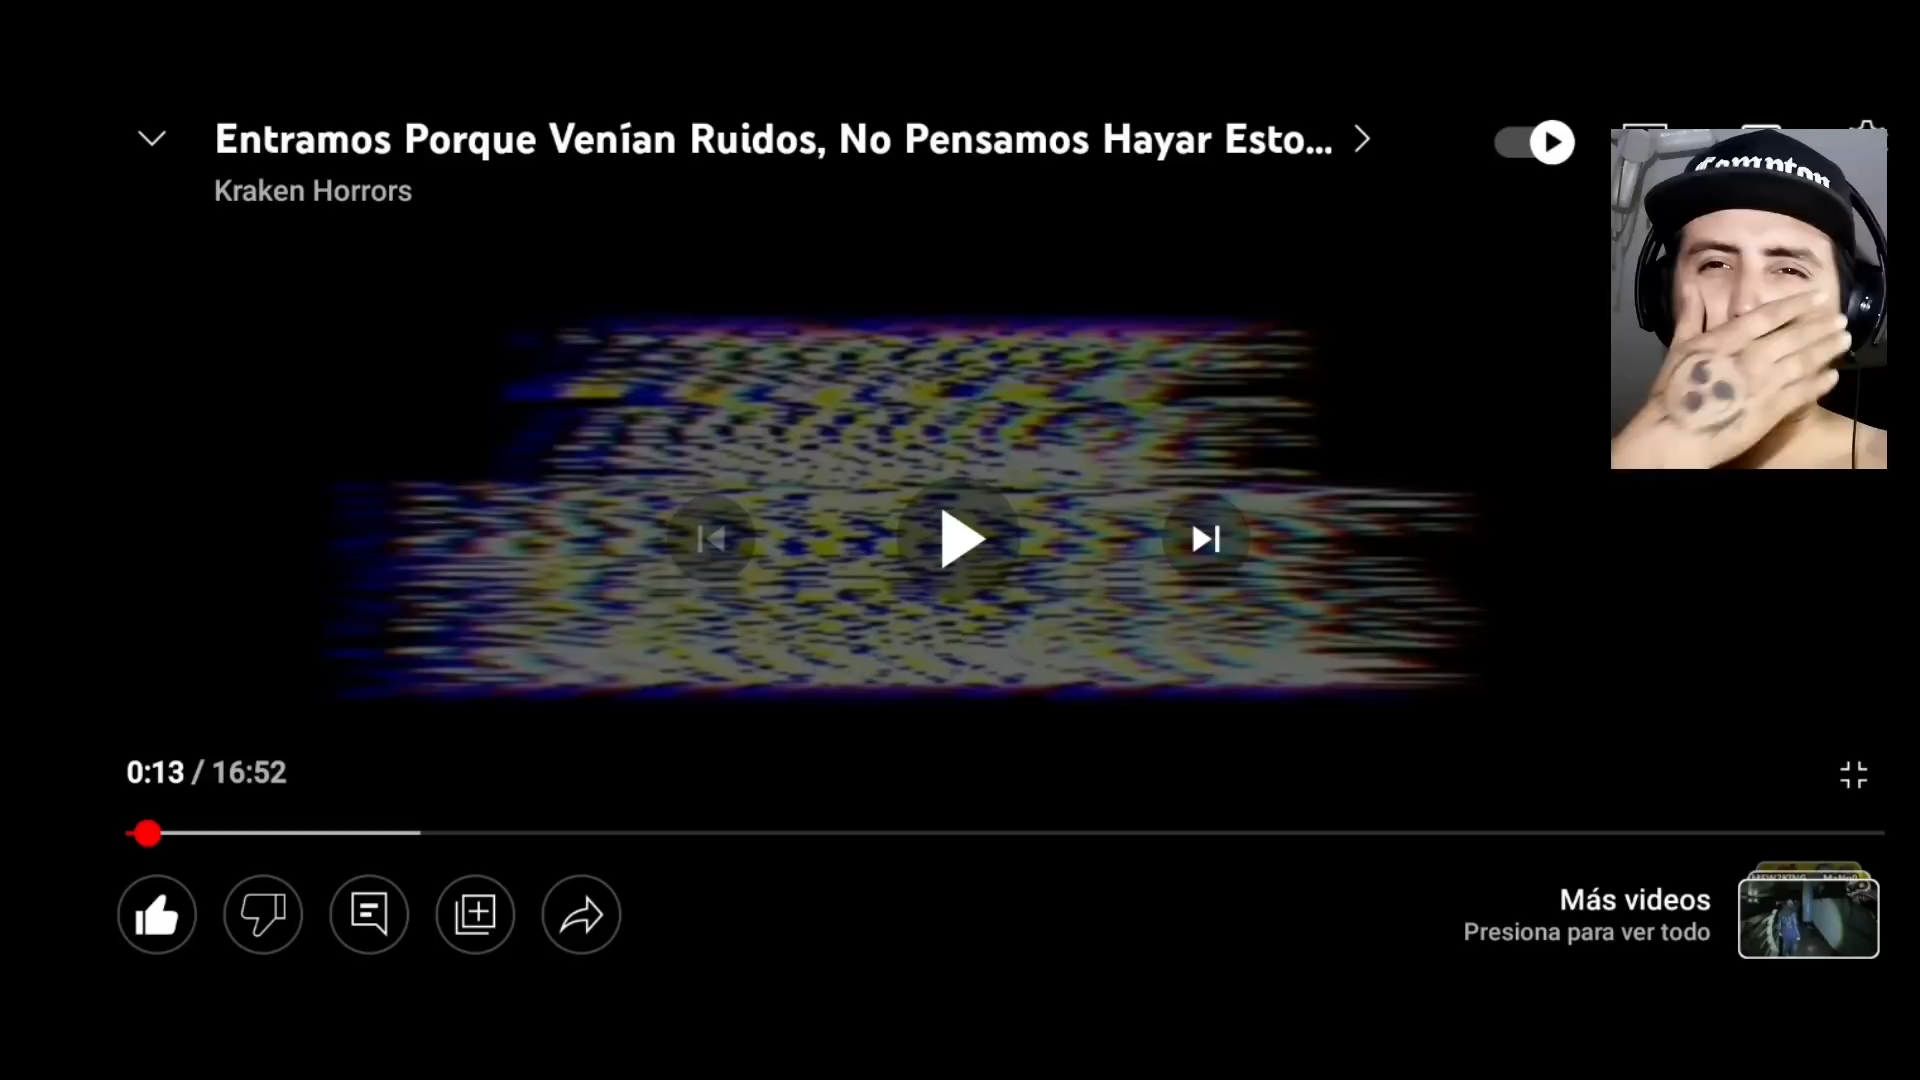 Entramos Porque Venían Ruidos, No Pensamos Hayar Esto...
Kraken Horrors
Compton
0:13 / 16:52
Más videos
Presiona para ver todo